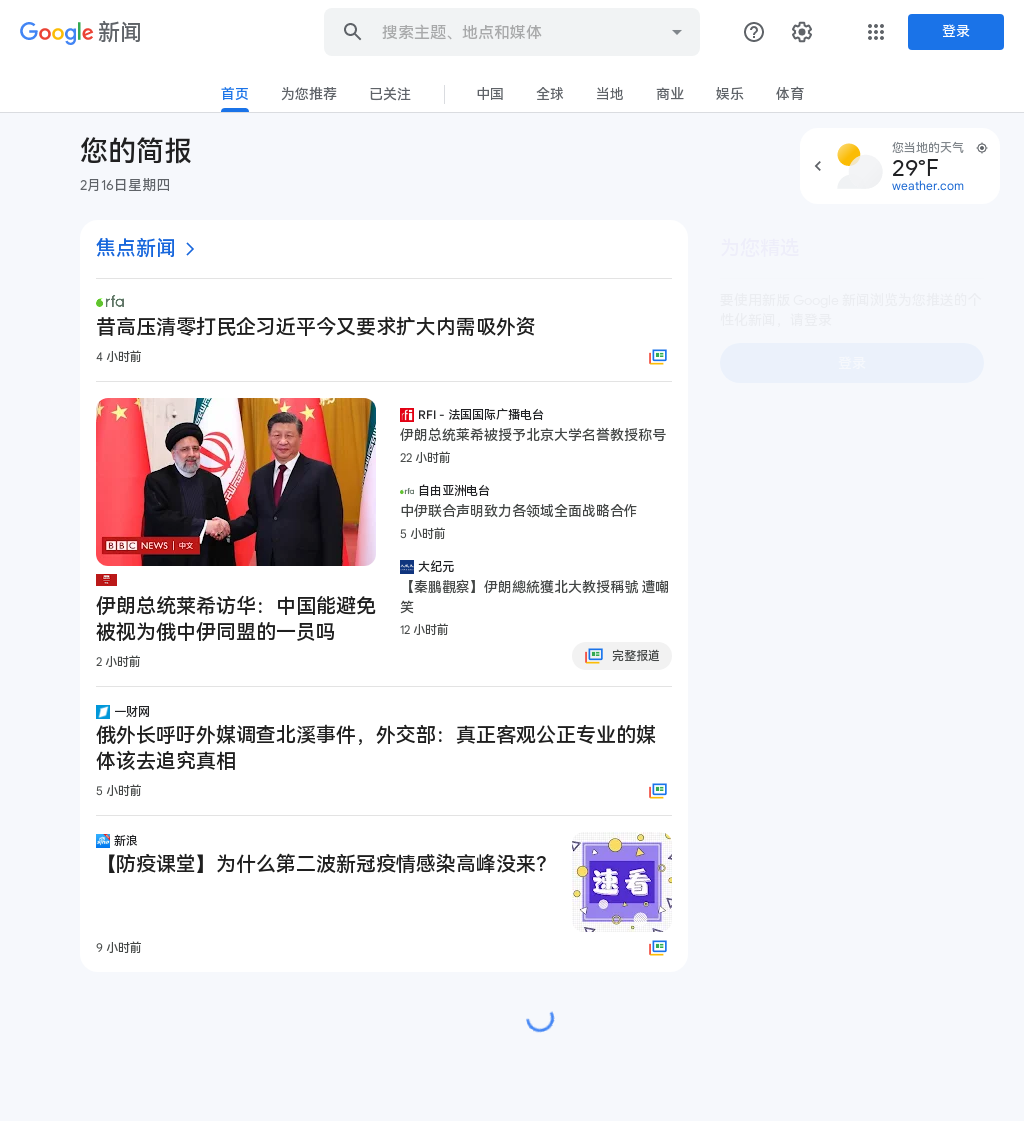 Google 新闻
搜索主题、地点和媒体
登录
首页
为您推荐
已关注
中国
全球
当地
商业
娱乐
体育
您的简报
2月16日星期四
您当地的天气
29°F
weather.com
焦点新闻
rfa
昔高压清零打民企习近平今又要求扩大内需吸外资
4 小时前
BBC NEWS | 中文
伊朗总统莱希访华：中国能避免
被视为俄中伊同盟的一员吗
2 小时前
RFI - 法国国际广播电台
伊朗总统莱希被授予北京大学名誉教授称号
22 小时前
rfa 自由亚洲电台
中伊联合声明致力各领域全面战略合作
5 小时前
大纪元
【秦鵬觀察】伊朗總統獲北大教授稱號 遭嘲
笑
12 小时前
完整报道
一财网
俄外长呼吁外媒调查北溪事件，外交部：真正客观公正专业的媒
体该去追究真相
5 小时前
新浪
【防疫课堂】为什么第二波新冠疫情感染高峰没来？
速看
9 小时前
为您精选
要使用新版 Google 新闻浏览为您推送的个
性化新闻，请登录
登录